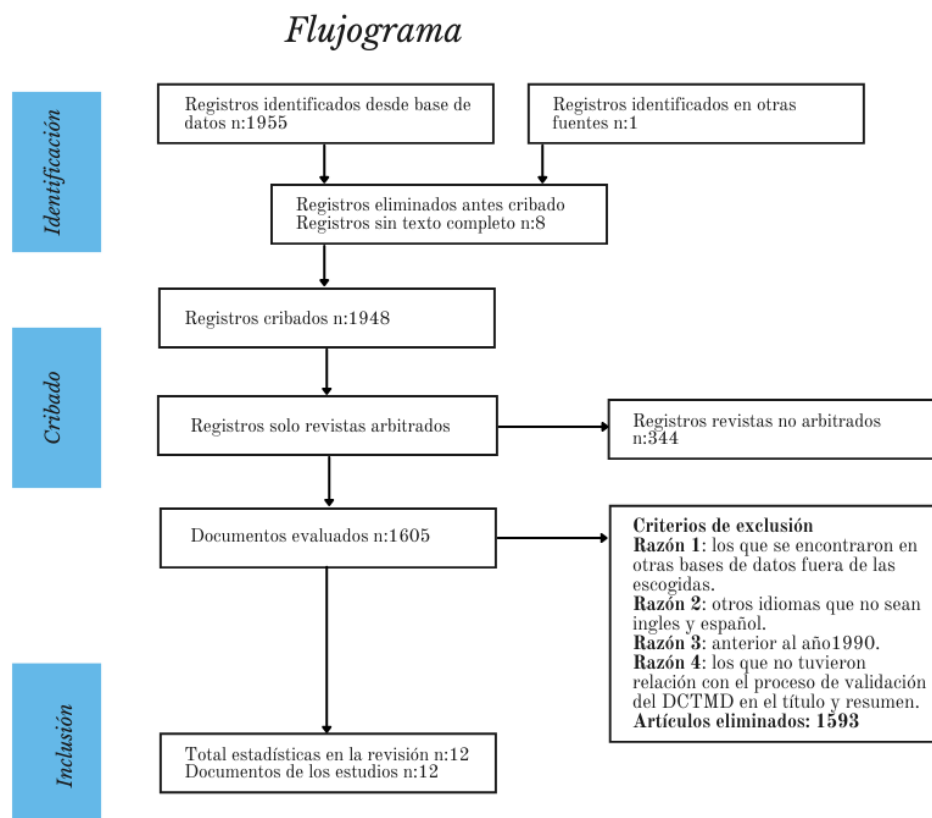 Flujograma
Identificación
Registros identificados desde base de
datos n:1955
Registros identificados en otras
fuentes n:1
Registros eliminados antes cribado
Registros sin texto completo n:8
Cribado
Registros cribados n:1948
Registros solo revistas arbitrados
Registros revistas no arbitrados
n:344
Documentos evaluados n:1605
Criterios de exclusión
Razón 1: los que se encontraron en
otras bases de datos fuera de las
escogidas.
Razón 2: otros idiomas que no sean
ingles y español.
Razón 3: anterior al año1990.
Razón 4: los que no tuvieron
relación con el proceso de validación
del DCTMD en el título y resumen.
Artículos eliminados: 1593
Inclusión
Total estadísticas en la revisión n:12
Documentos de los estudios n:12